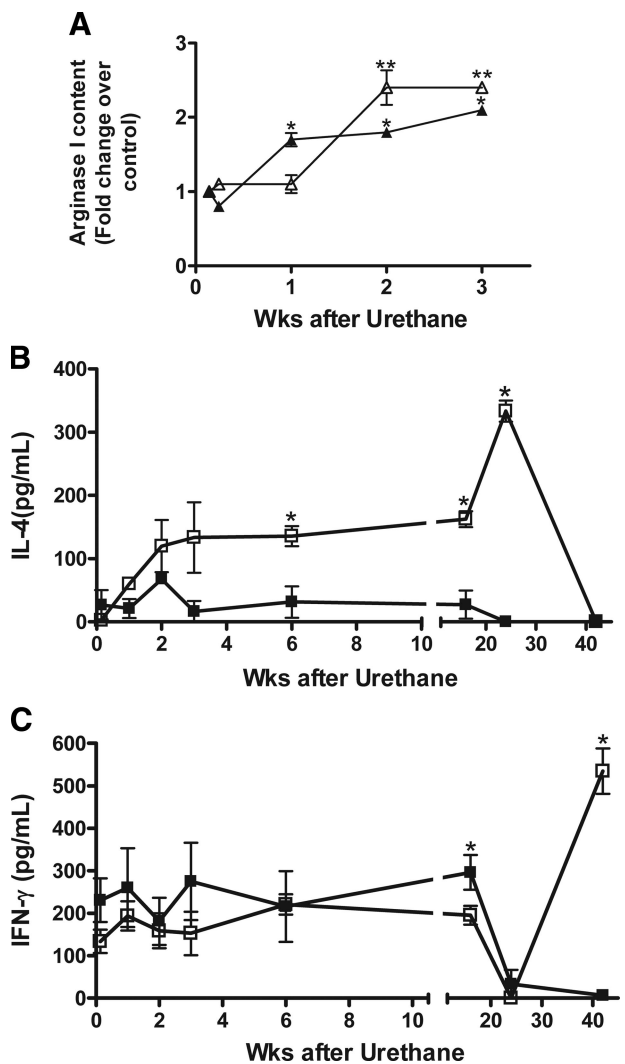 A
Arginase I content
(Fold change over
control)
3
2
1
0
**
**
*
*
*
0 1 2 3
Wks after Urethane
B
IL-4(pg/mL)
400
300
200
100
0
*
*
*
0 2 4 6 8 10 20 30 40
Wks after Urethane
C
IFN-γ (pg/mL)
600
500
400
300
200
100
0
*
*
0 2 4 6 8 10 20 30 40
Wks after Urethane